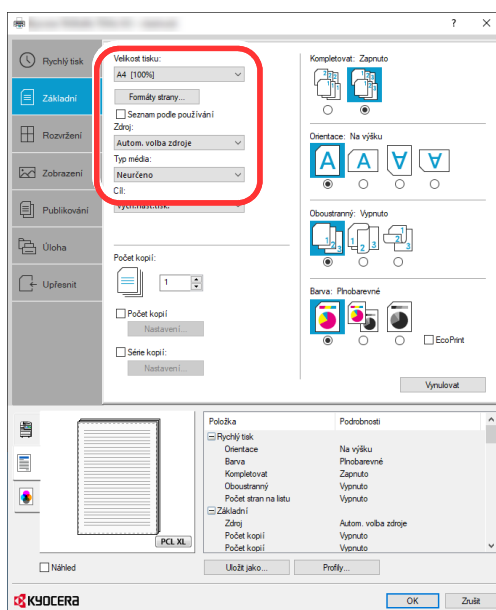 ?
Rychlý tisk
Základní
Rozvržení
Zobrazení
Publikování
Úloha
Upřesnit
Velikost tisku:
A4 [100%]
Formáty strany...
Seznam podle používání
Zdroj:
Autom. volba zdroje
Typ média:
Neurčeno
Cíl:
Vých.nast.tisk.
Počet kopií:
1
Počet kopií
Nastavení...
Série kopií:
Nastavení...
Kompletovat: Zapnuto
Orientace: Na výšku
A A A A
Oboustranný: Vypnuto
Barva: Plnobarevné
EcoPrint
Vynulovat
PCL XL
Náhled
Položka Podrobnosti
Rychlý tisk
Orientace Na výšku
Barva Plnobarevné
Kompletovat Zapnuto
Oboustranný Vypnuto
Počet stran na listu Vypnuto
Základní
Zdroj Autom. volba zdroje
Počet kopií Vypnuto
Počet kopií Vypnuto
Uložit jako... Profily...
KYOCERA
OK Zrušit